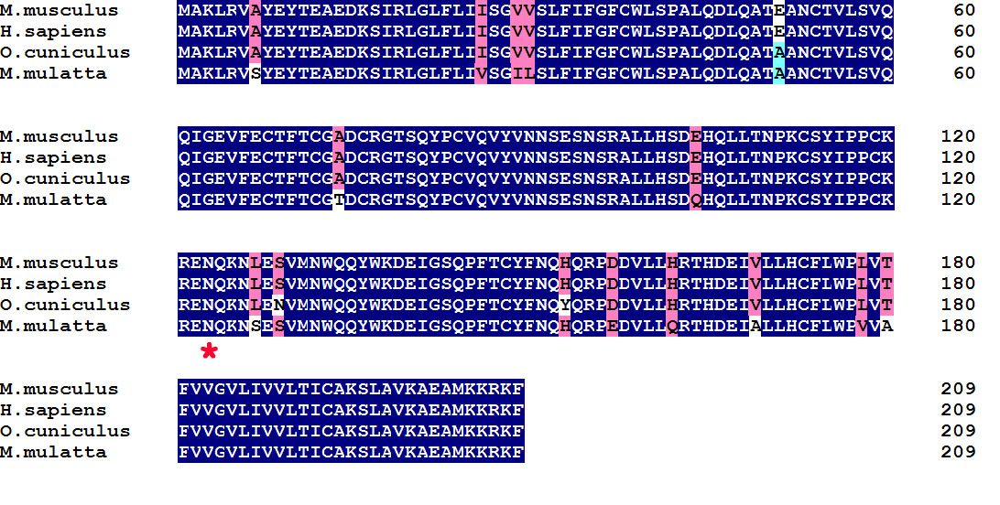 M.musculus MAKLRVAYEYTEAEDKSIRLGLFLIISGVVSLFIFGFCWLSPALQDLQATEANCTVLSVQ 60
H.sapiens MAKLRVAYEYTEAEDKSIRLGLFLIISGVVSLFIFGFCWLSPALQDLQATEANCTVLSVQ 60
O.cuniculus MAKLRVAYEYTEAEDKSIRLGLFLIISGVVSLFIFGFCWLSPALQDLQATAANCTVLSVQ 60
M.mulatta MAKLRVSYEYTEAEDKSIRLGLFLIVSGILSLFIFGFCWLSPALQDLQATAANCTVLSVQ 60
M.musculus QIGEVFECTFTCGADCRGTSQYPCVQVYVNNSESNSRALLHSDEHQLLTNPKCSYIPPCK 120
H.sapiens QIGEVFECTFTCGADCRGTSQYPCVQVYVNNSESNSRALLHSDEHQLLTNPKCSYIPPCK 120
O.cuniculus QIGEVFECTFTCGADCRGTSQYPCVQVYVNNSESNSRALLHSDEHQLLTNPKCSYIPPCK 120
M.mulatta QIGEVFECTFTCGTDCRGTSQYPCVQVYVNNSESNSRALLHSDQHQLLTNPKCSYIPPCK 120
M.musculus RENQKNLESVMNWQQYWKDEIGSQPFTCYFNQHQRPDDVLLHRTHDEIVLLHCFLWPLVT 180
H.sapiens RENQKNLESVMNWQQYWKDEIGSQPFTCYFNQHQRPDDVLLHRTHDEIVLLHCFLWPLVT 180
O.cuniculus RENQKNLENVMNWQQYWKDEIGSQPFTCYFNQYQRPDDVLLHRTHDEIVLLHCFLWPLVT 180
M.mulatta RENQKNSESVMNWQQYWKDEIGSQPFTCYFNQHQRPEDVLLQRTHDEIALLHCFLWPVVA 180
*
M.musculus FVVGVLIVVLTICAKSLAVKAEAMKKRKF 209
H.sapiens FVVGVLIVVLTICAKSLAVKAEAMKKRKF 209
O.cuniculus FVVGVLIVVLTICAKSLAVKAEAMKKRKF 209
M.mulatta FVVGVLIVVLTICAKSLAVKAEAMKKRKF 209